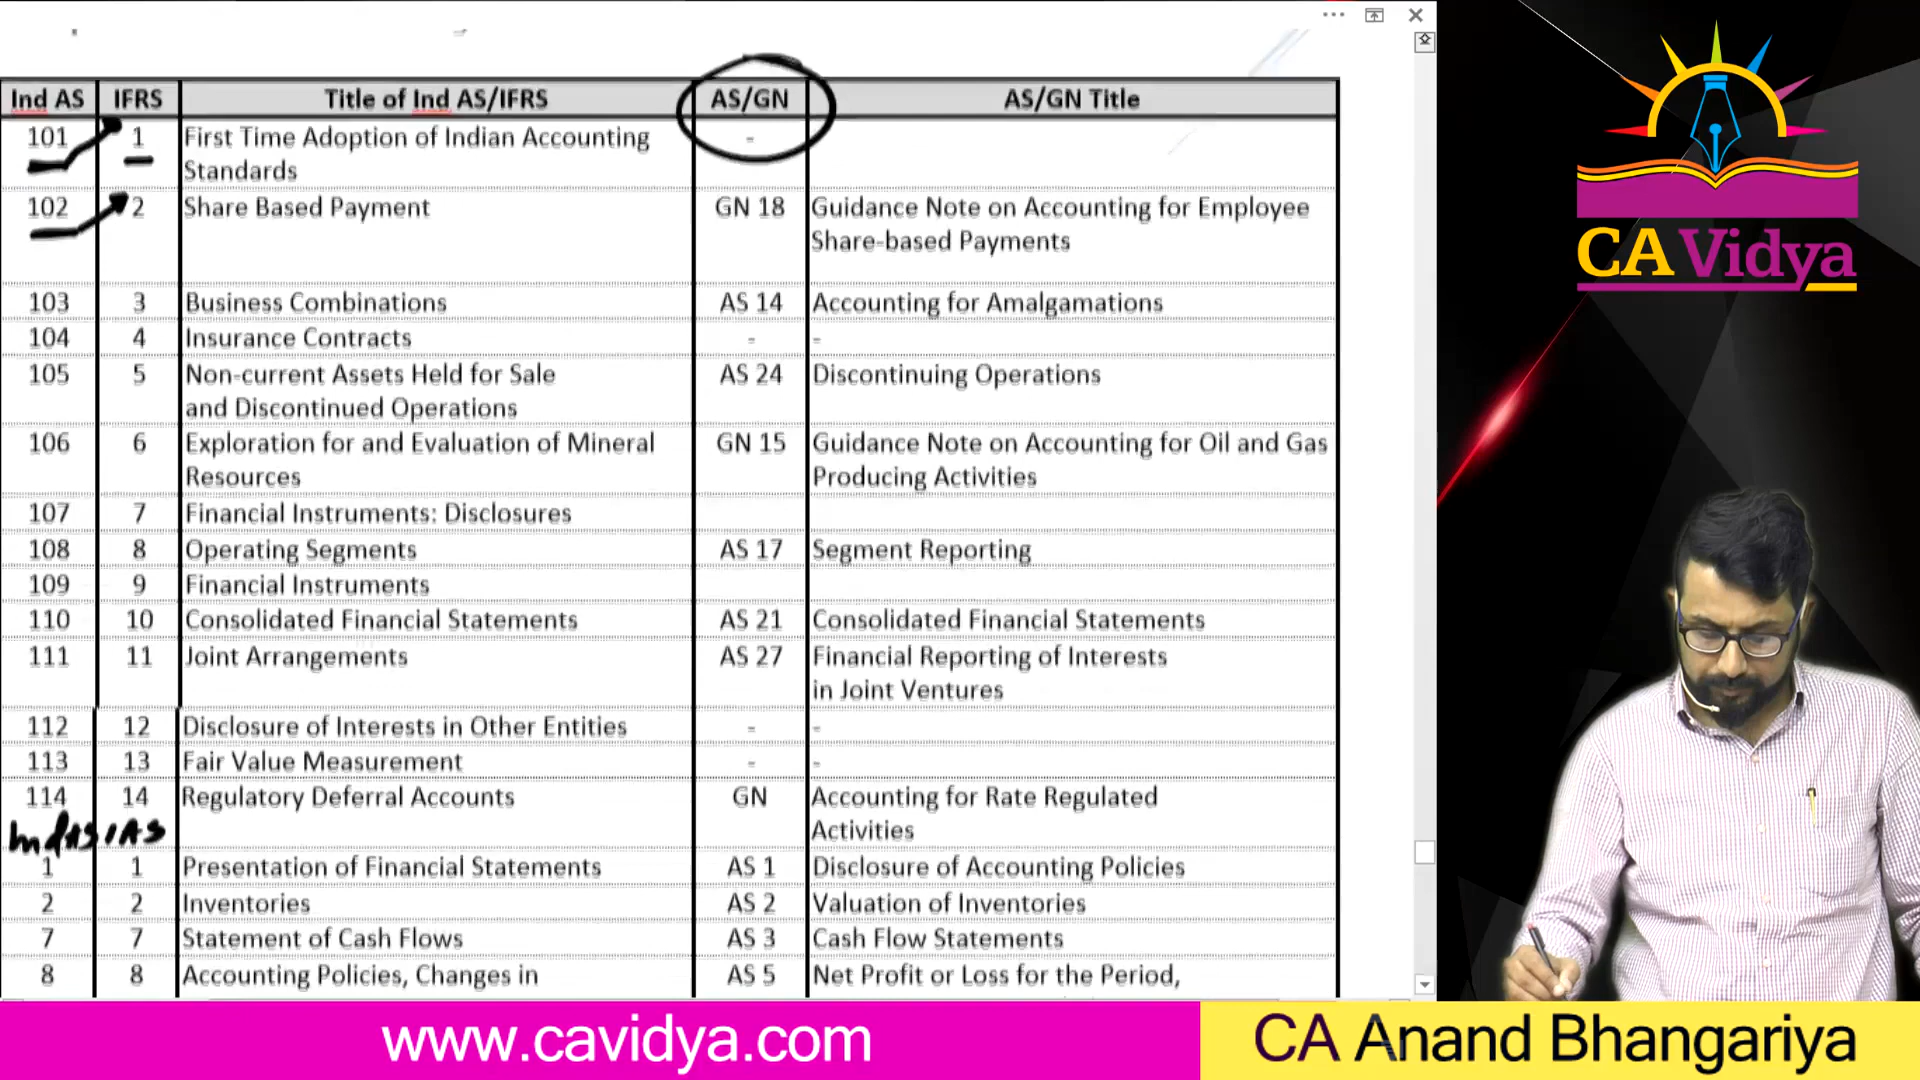 Ind AS IFRS Title of Ind AS/IFRS AS/GN AS/GN Title
101 1 First Time Adoption of Indian Accounting -
Standards
102 2 Share Based Payment GN 18 Guidance Note on Accounting for Employee
Share-based Payments
103 3 Business Combinations AS 14 Accounting for Amalgamations
104 4 Insurance Contracts - -
105 5 Non-current Assets Held for Sale AS 24 Discontinuing Operations
and Discontinued Operations
106 6 Exploration for and Evaluation of Mineral GN 15 Guidance Note on Accounting for Oil and Gas
Resources Producing Activities
107 7 Financial Instruments: Disclosures
108 8 Operating Segments AS 17 Segment Reporting
109 9 Financial Instruments
110 10 Consolidated Financial Statements AS 21 Consolidated Financial Statements
111 11 Joint Arrangements AS 27 Financial Reporting of Interests
in Joint Ventures
112 12 Disclosure of Interests in Other Entities - -
113 13 Fair Value Measurement - -
114 14 Regulatory Deferral Accounts GN Accounting for Rate Regulated
Activities
IndAS IAS
1 1 Presentation of Financial Statements AS 1 Disclosure of Accounting Policies
2 2 Inventories AS 2 Valuation of Inventories
7 7 Statement of Cash Flows AS 3 Cash Flow Statements
8 8 Accounting Policies, Changes in AS 5 Net Profit or Loss for the Period,
CA Vidya
www.cavidya.com
CA Anand Bhangariya